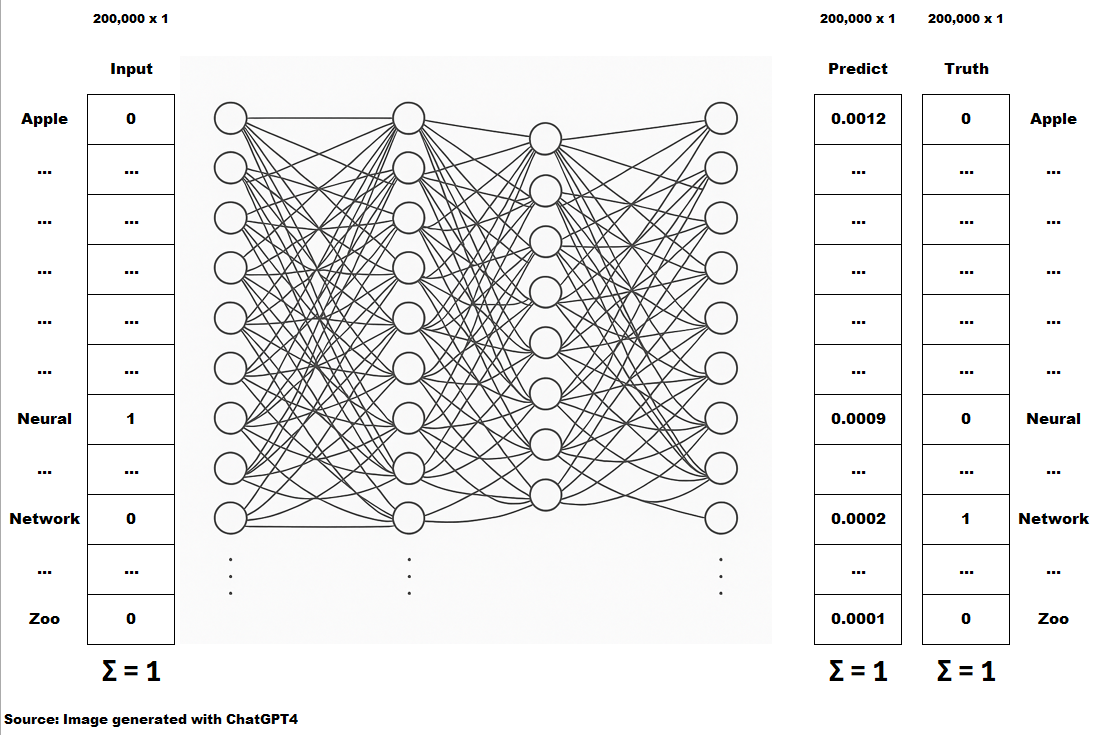 200,000 x 1 200,000 x 1 200,000 x 1
Input Predict Truth
Apple 0 0.0012 0 Apple
... ... ... ... ...
... ... ... ... ...
... ... ... ... ...
... ... ... ... ...
... ... ... ... ...
Neural 1 0.0009 0 Neural
... ... ... ... ...
Network 0 0.0002 1 Network
... ... ... ... ...
Zoo 0 0.0001 0 Zoo
Σ = 1 Σ = 1 Σ = 1
Source: Image generated with ChatGPT4